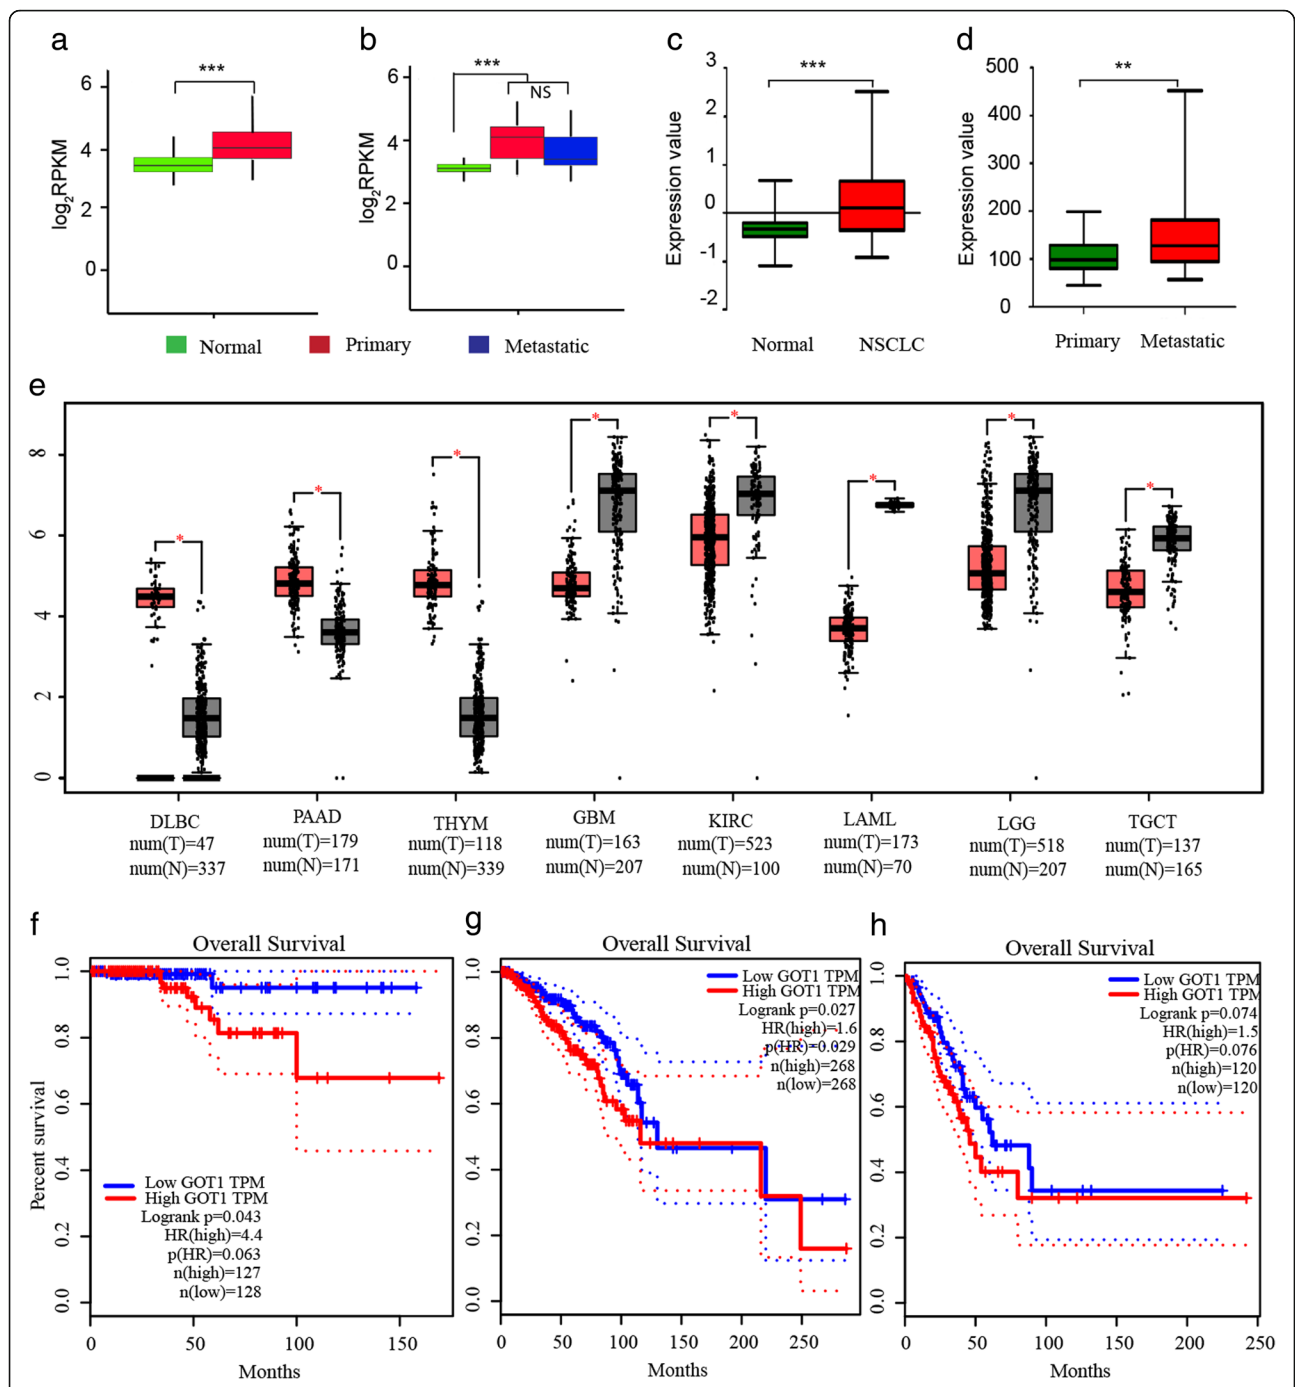 a
b
c
d
6
4
2
0
log2RPKM
***
6
4
2
0
log2RPKM
***
NS
3
2
1
0
-1
-2
Expression value
***
Normal
NSCLC
500
400
300
200
100
0
Expression value
**
Primary
Metastatic
Normal
Primary
Metastatic
e
8
6
4
2
0
*
*
*
*
*
*
*
*
DLBC
num(T)=47
num(N)=337
PAAD
num(T)=179
num(N)=171
THYM
num(T)=118
num(N)=339
GBM
num(T)=163
num(N)=207
KIRC
num(T)=523
num(N)=100
LAML
num(T)=173
num(N)=70
LGG
num(T)=518
num(N)=207
TGCT
num(T)=137
num(N)=165
f
Overall Survival
Percent survival
1.0
0.8
0.6
0.4
0.2
0.0
Low GOT1 TPM
High GOT1 TPM
Logrank p=0.043
HR(high)=4.4
p(HR)=0.063
n(high)=127
n(low)=128
0 50 100 150
Months
g
Overall Survival
1.0
0.8
0.6
0.4
0.2
0.0
Low GOT1 TPM
High GOT1 TPM
Logrank p=0.027
HR(high)=1.6
p(HR)=0.029
n(high)=268
n(low)=268
0 50 100 150 200 250
Months
h
Overall Survival
1.0
0.8
0.6
0.4
0.2
0.0
Low GOT1 TPM
High GOT1 TPM
Logrank p=0.074
HR(high)=1.5
p(HR)=0.076
n(high)=120
n(low)=120
0 50 100 150 200 250
Months